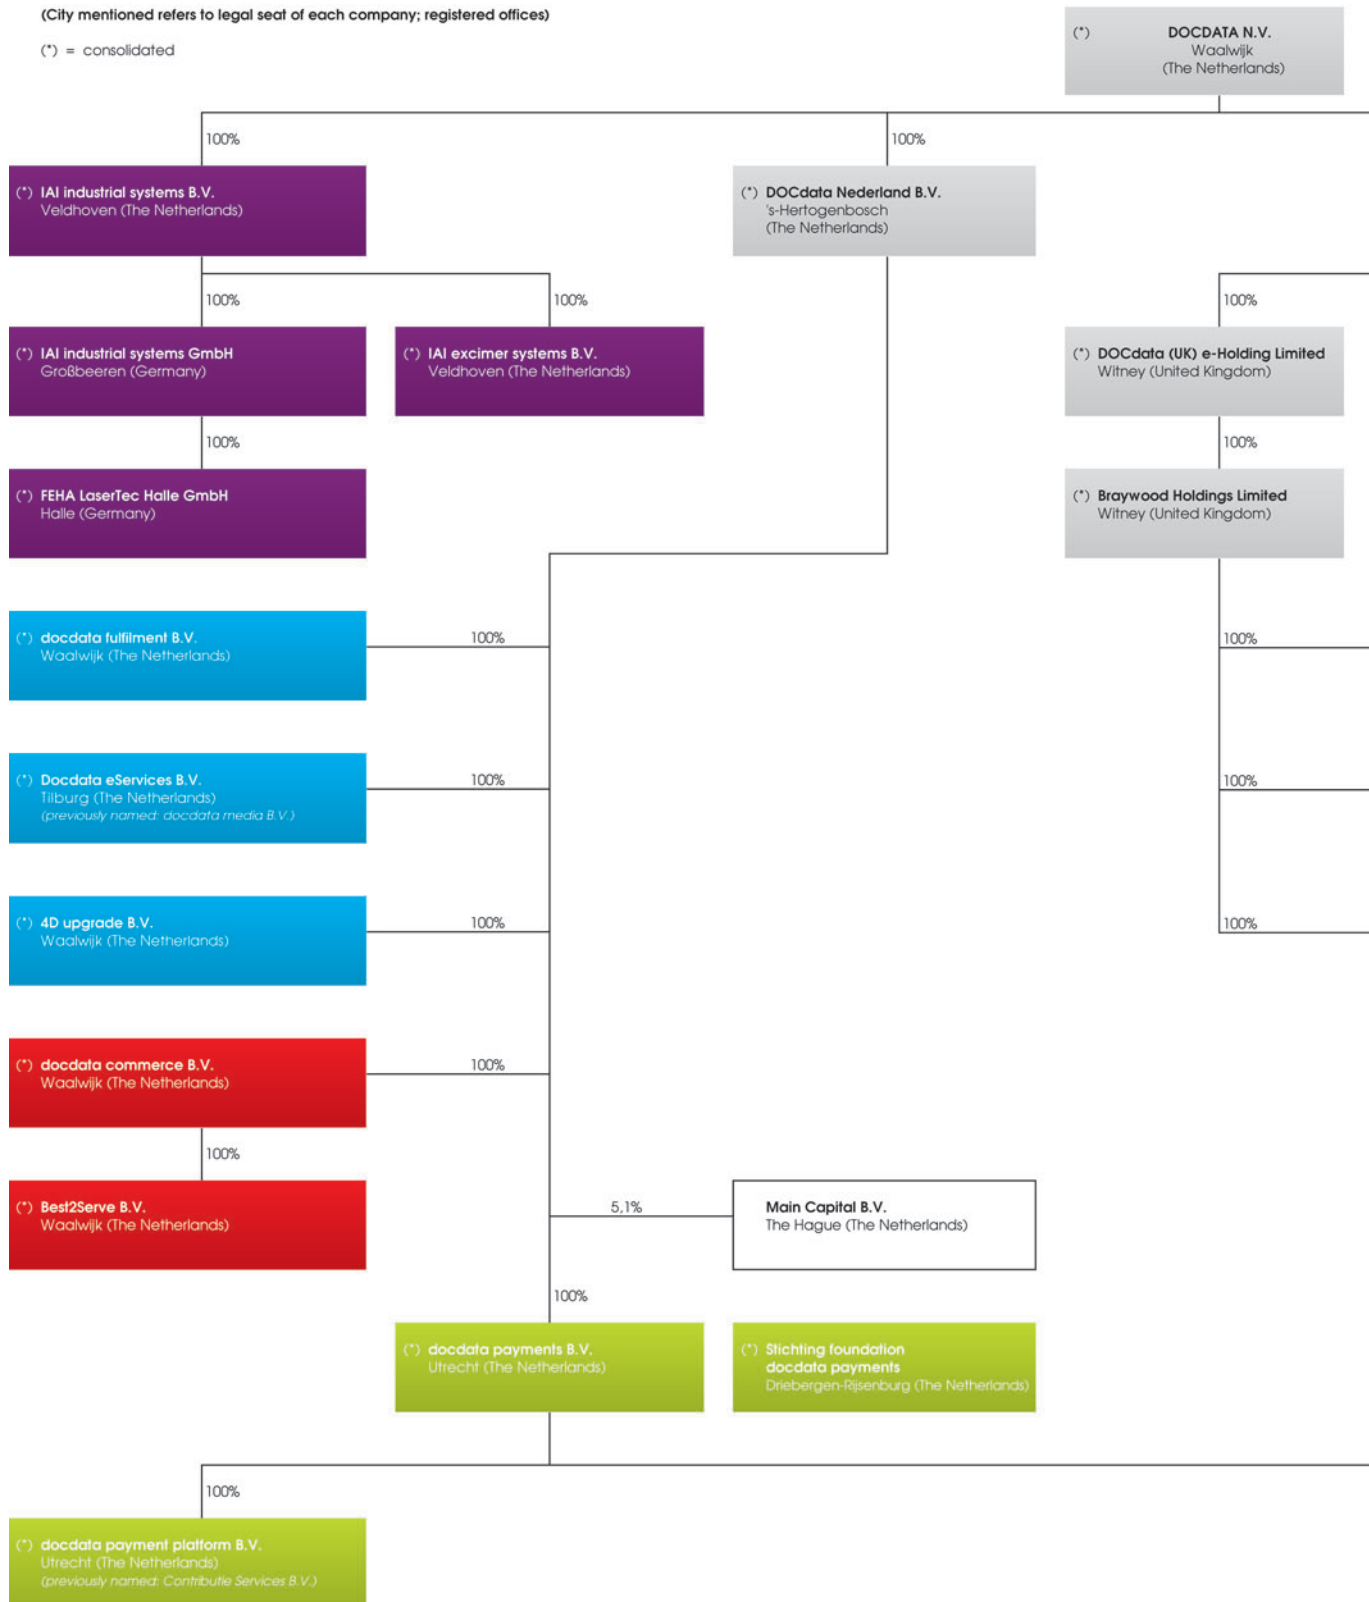 (City mentioned refers to legal seat of each company; registered offices)
(*) = consolidated
(*) DOCDATA N.V.
Waalwijk
(The Netherlands)
100%
100%
(*) IAI industrial systems B.V.
Veldhoven (The Netherlands)
(*) DOCdata Nederland B.V.
's-Hertogenbosch
(The Netherlands)
100%
100%
100%
(*) IAI industrial systems GmbH
Großbeeren (Germany)
(*) IAI excimer systems B.V.
Veldhoven (The Netherlands)
(*) DOCdata (UK) e-Holding Limited
Witney (United Kingdom)
100%
100%
(*) FEHA LaserTec Halle GmbH
Halle (Germany)
(*) Braywood Holdings Limited
Witney (United Kingdom)
(*) docdata fulfilment B.V.
Waalwijk (The Netherlands)
100%
100%
(*) Docdata eServices B.V.
Tilburg (The Netherlands)
(previously named: docdata media B.V.)
100%
100%
(*) 4D upgrade B.V.
Waalwijk (The Netherlands)
100%
100%
(*) docdata commerce B.V.
Waalwijk (The Netherlands)
100%
100%
(*) Best2Serve B.V.
Waalwijk (The Netherlands)
5,1%
Main Capital B.V.
The Hague (The Netherlands)
100%
(*) docdata payments B.V.
Utrecht (The Netherlands)
(*) Stichting foundation
docdata payments
Driebergen-Rijsenburg (The Netherlands)
100%
(*) docdata payment platform B.V.
Utrecht (The Netherlands)
(previously named: Contributie Services B.V.)